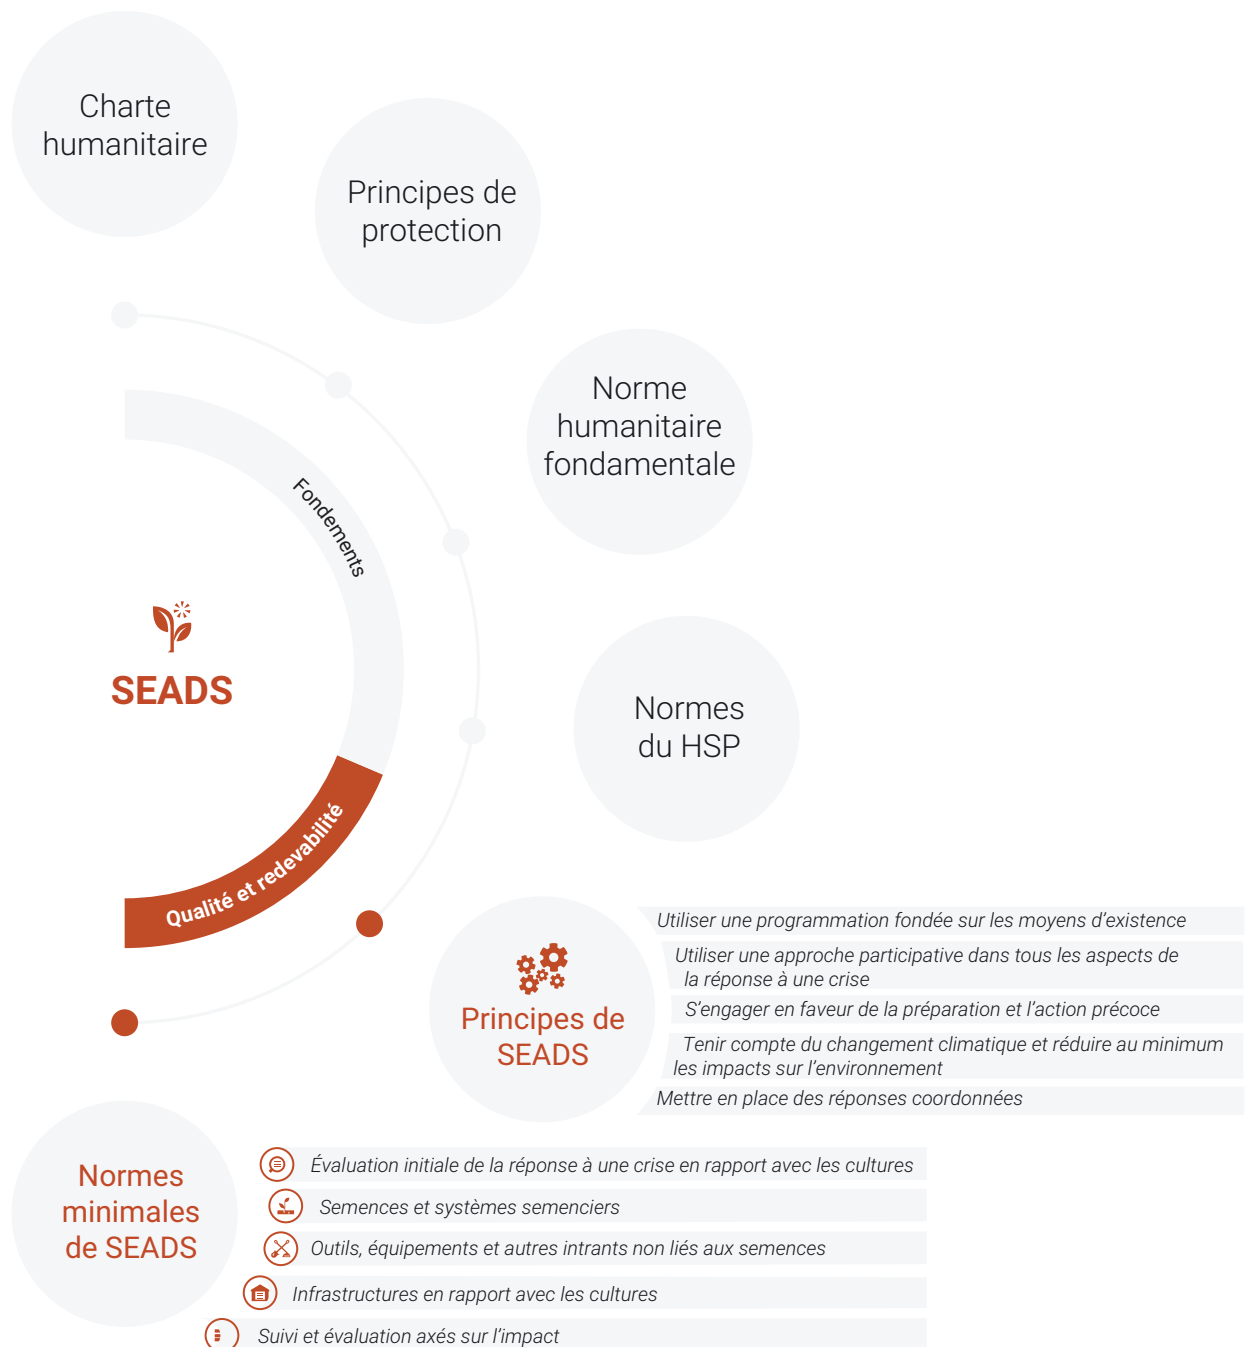 Charte
humanitaire
Principes de
protection
Norme
humanitaire
fondamentale
Fondements
SEADS
Normes
du HSP
Qualité et redevabilité
Principes de
SEADS
Utiliser une programmation fondée sur les moyens d’existence
Utiliser une approche participative dans tous les aspects de
la réponse à une crise
S’engager en faveur de la préparation et l’action précoce
Tenir compte du changement climatique et réduire au minimum
les impacts sur l’environnement
Mettre en place des réponses coordonnées
Normes
minimales
de SEADS
Évaluation initiale de la réponse à une crise en rapport avec les cultures
Semences et systèmes semenciers
Outils, équipements et autres intrants non liés aux semences
Infrastructures en rapport avec les cultures
Suivi et évaluation axés sur l’impact